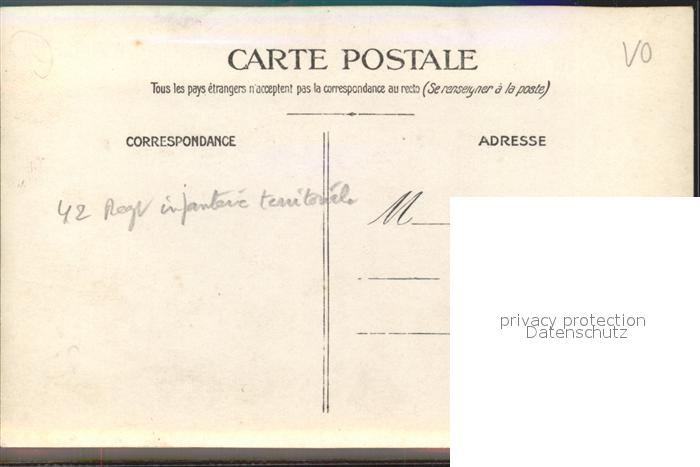 CARTE POSTALE
VO
Tous les pays étrangers n'acceptent pas la correspondance au recto (Se renseigner à la poste)
CORRESPONDANCE
ADRESSE
42 Regt infanterie territoriale
M
privacy protection
Datenschutz